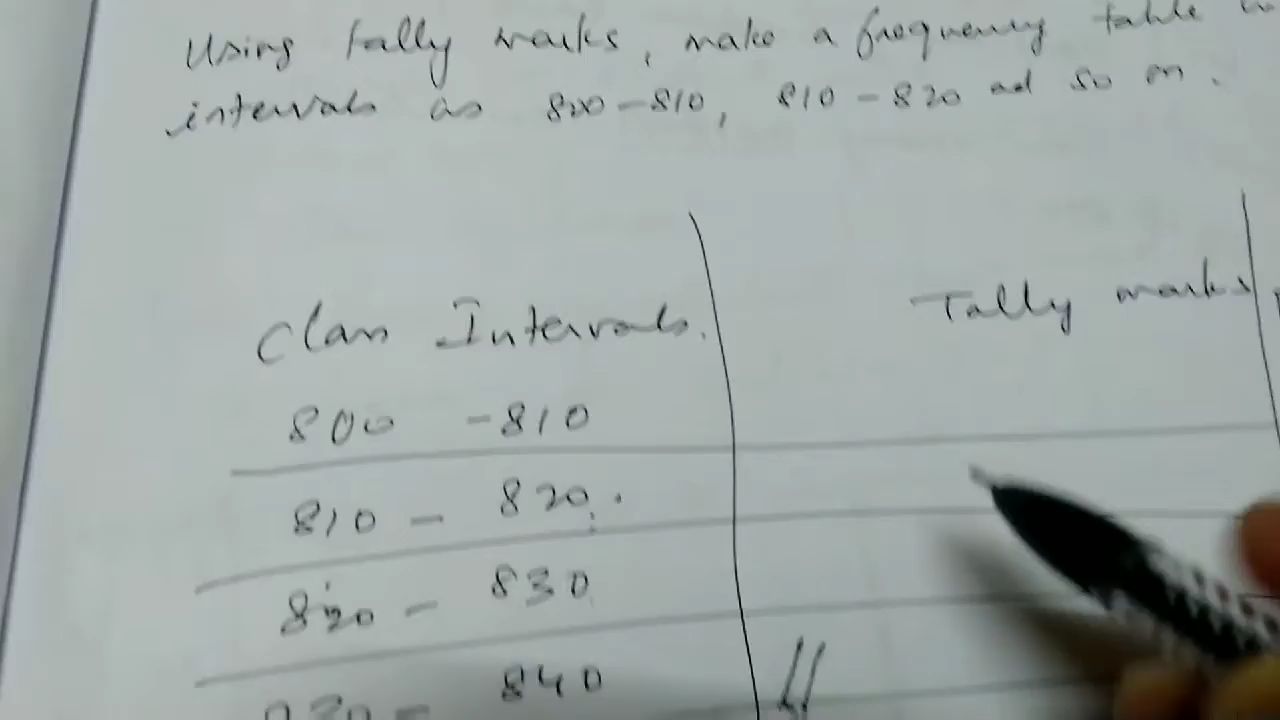 Using tally marks, make a frequency table
intervals as 800-810, 810-820 and so on.
Class Intervals. Tally marks
800 -810
810 - 820.
820 - 830
830 - 840 ||